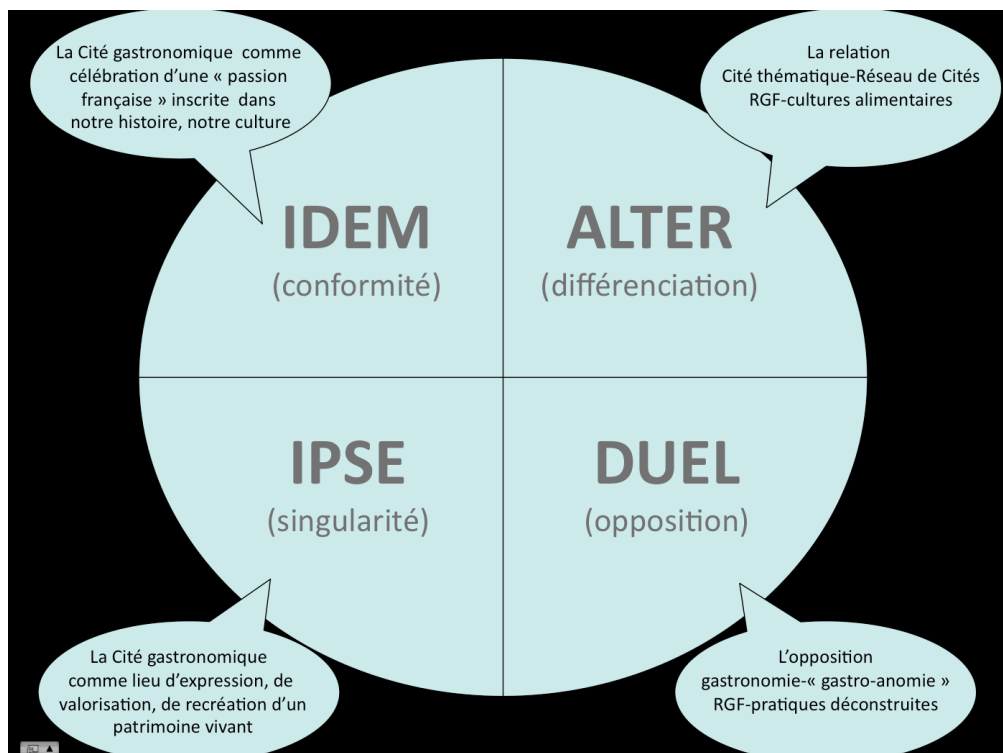 La Cité gastronomique comme
célébration d'une « passion
française » inscrite dans
notre histoire, notre culture
La relation
Cité thématique-Réseau de Cités
RGF-cultures alimentaires
IDEM
(conformité)
ALTER
(différenciation)
IPSE
(singularité)
DUEL
(opposition)
La Cité gastronomique
comme lieu d'expression, de
valorisation, de recréation d'un
patrimoine vivant
L'opposition
gastronomie-« gastro-anomie »
RGF-pratiques déconstruites